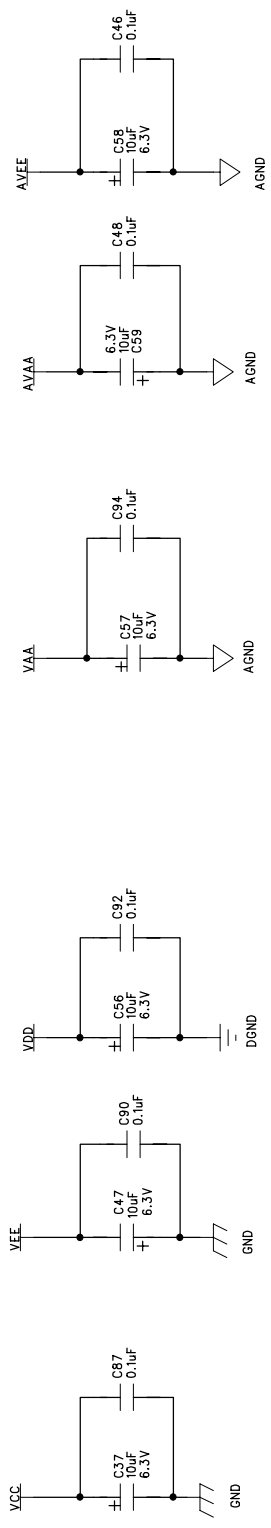 VCC
C37
10uF
6.3V
C87
0.1uF
GND
VEE
C47
10uF
6.3V
C90
0.1uF
GND
VDD
C56
10uF
6.3V
C92
0.1uF
DGND
VAA
C57
10uF
6.3V
C94
0.1uF
AGND
AVAA
6.3V
10uF
C59
C48
0.1uF
AGND
AVEE
C58
10uF
6.3V
C46
0.1uF
AGND